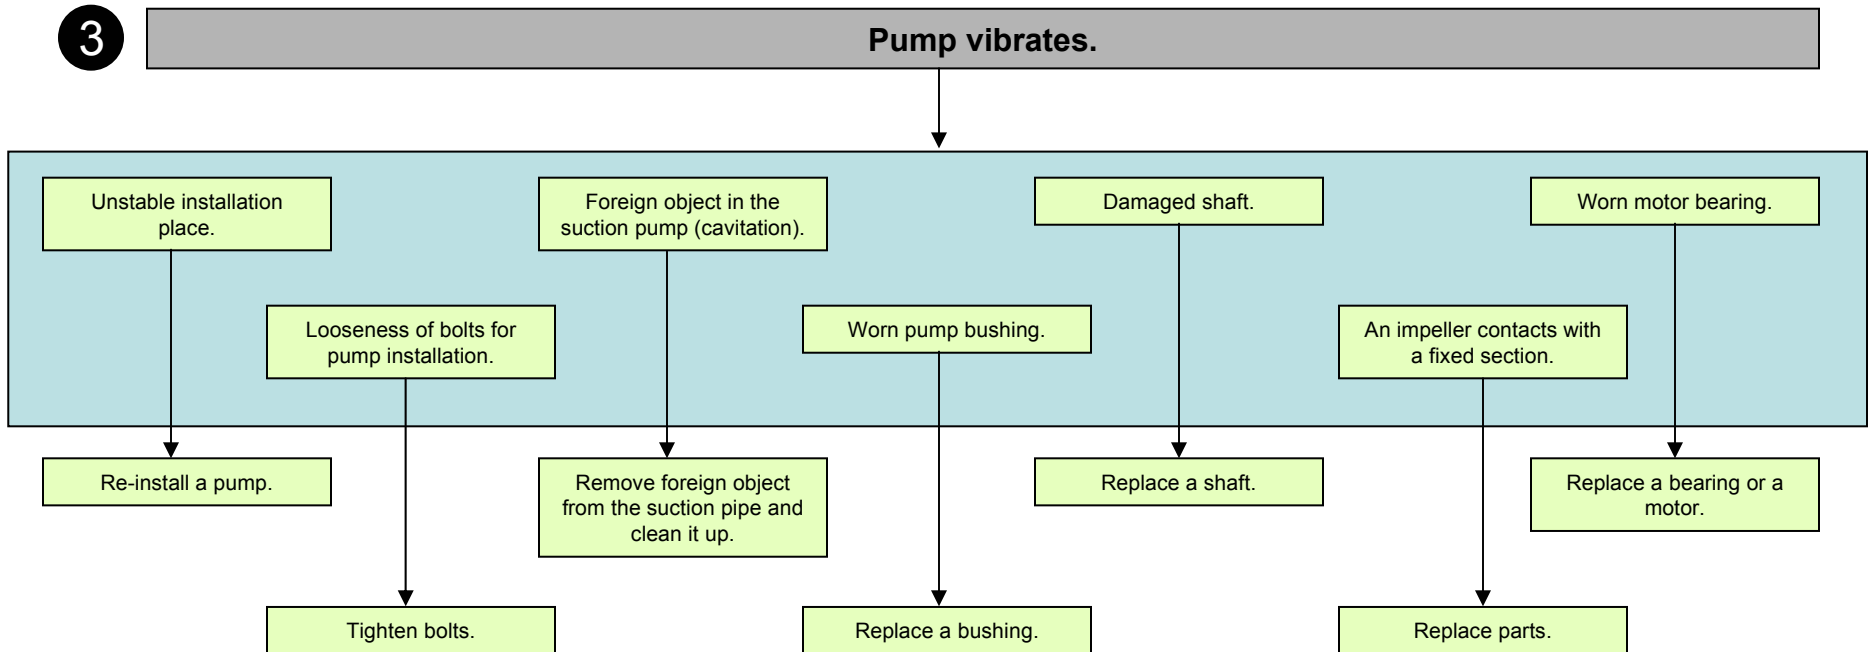 3
Pump vibrates.
Unstable installation
place.
Foreign object in the
suction pump (cavitation).
Damaged shaft.
Worn motor bearing.
Looseness of bolts for
pump installation.
Worn pump bushing.
An impeller contacts with
a fixed section.
Re-install a pump.
Remove foreign object
from the suction pipe and
clean it up.
Replace a shaft.
Replace a bearing or a
motor.
Tighten bolts.
Replace a bushing.
Replace parts.